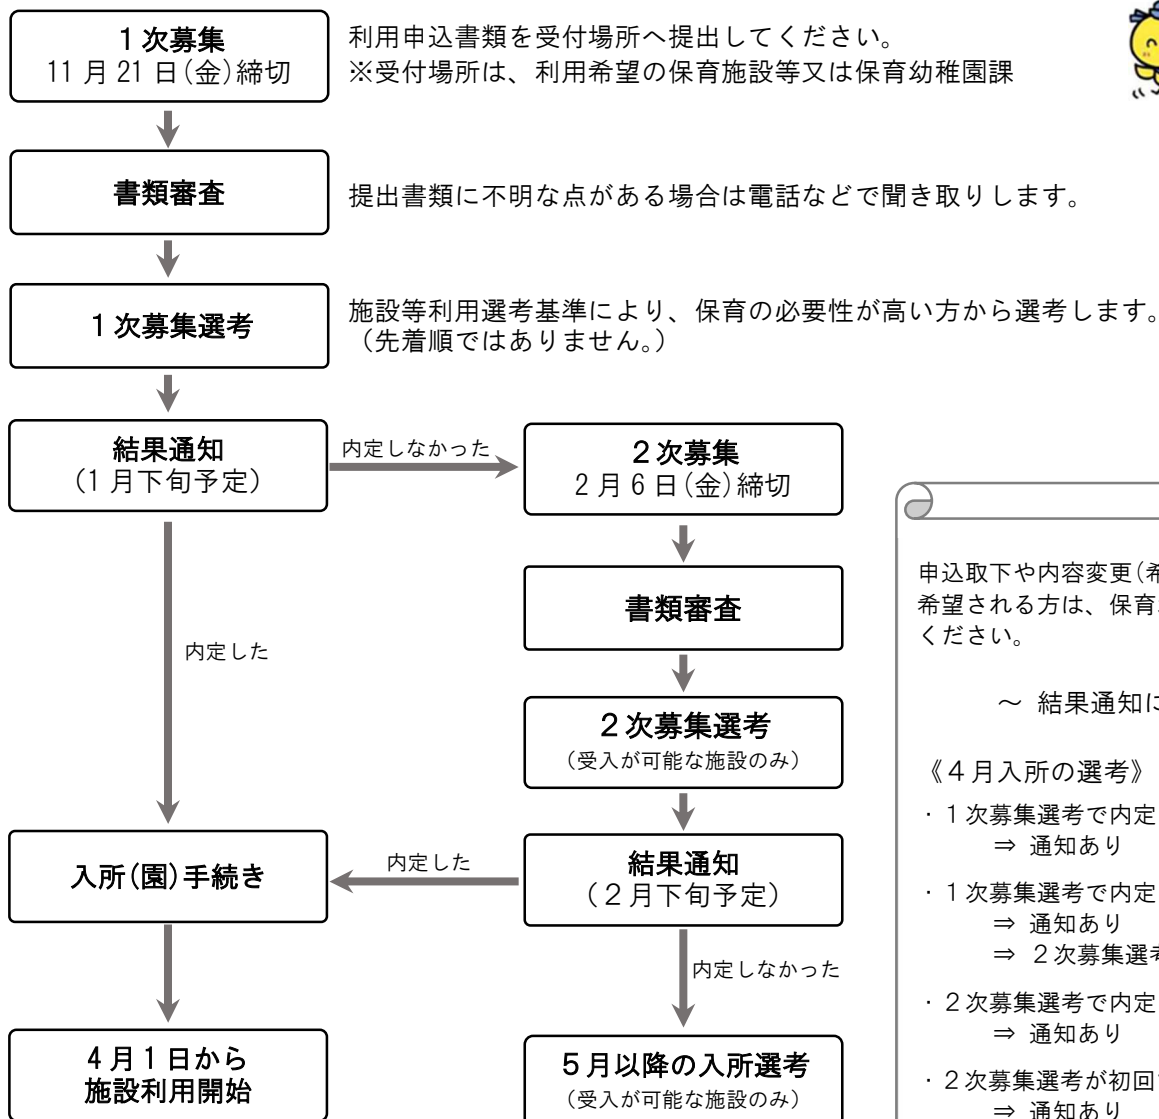 １次募集
11月21日(金)締切
利用申込書類を受付場所へ提出してください。
※受付場所は、利用希望の保育施設等又は保育幼稚園課
書類審査
提出書類に不明な点がある場合は電話などで聞き取りします。
１次募集選考
施設等利用選考基準により、保育の必要性が高い方から選考します。
（先着順ではありません。）
結果通知
（1月下旬予定）
内定しなかった
２次募集
2月6日(金)締切
書類審査
内定した
２次募集選考
（受入が可能な施設のみ）
入所(園)手続き
内定した
結果通知
（２月下旬予定）
内定しなかった
4月1日から
施設利用開始
５月以降の入所選考
（受入が可能な施設のみ）
申込取下や内容変更(希
希望される方は、保育
ください。
～ 結果通知に
《４月入所の選考》
・１次募集選考で内定
⇒ 通知あり
・１次募集選考で内定
⇒ 通知あり
⇒ ２次募集選考
・２次募集選考で内定
⇒ 通知あり
・２次募集選考が初回
⇒ 通知あり